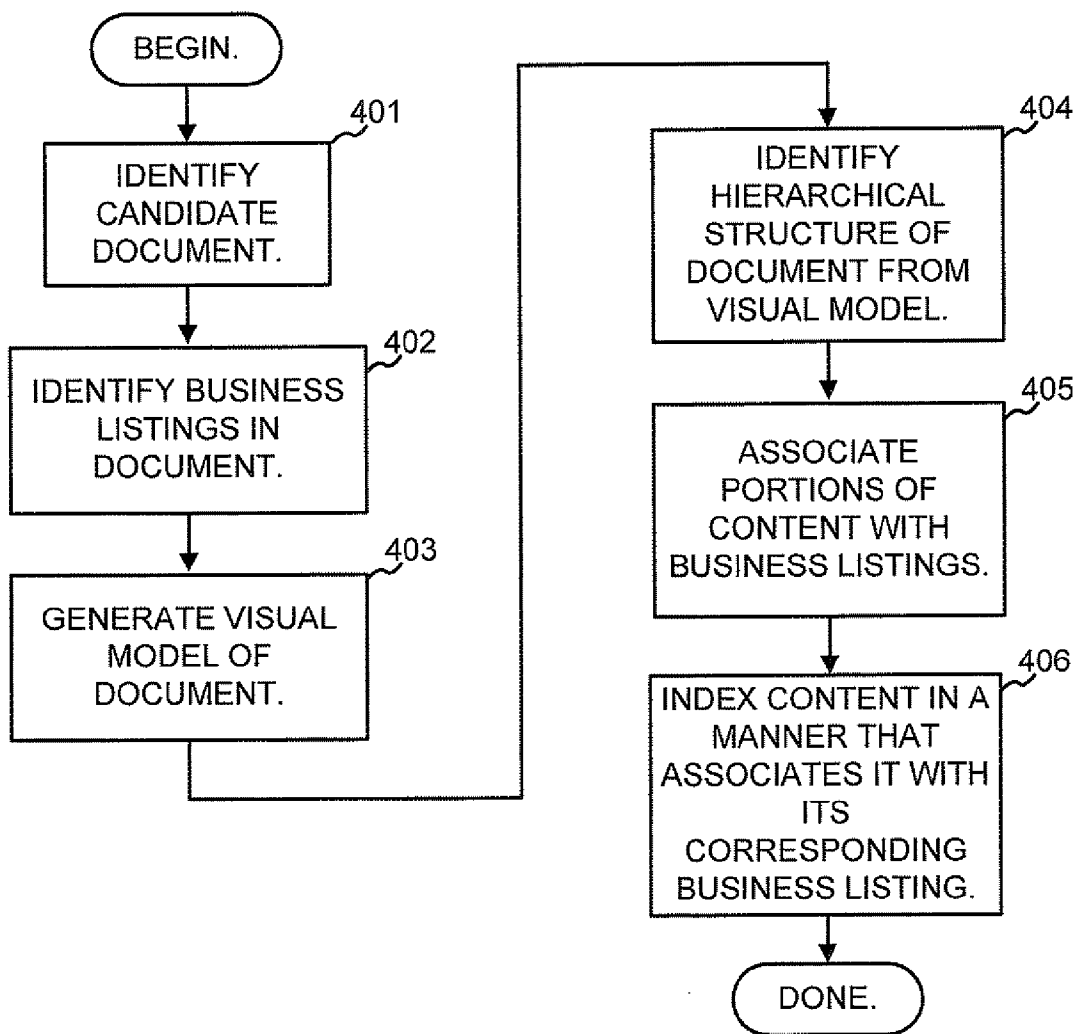 BEGIN.
401
IDENTIFY
CANDIDATE
DOCUMENT.
402
IDENTIFY BUSINESS
LISTINGS IN
DOCUMENT.
403
GENERATE VISUAL
MODEL OF
DOCUMENT.
404
IDENTIFY
HIERARCHICAL
STRUCTURE OF
DOCUMENT FROM
VISUAL MODEL.
405
ASSOCIATE
PORTIONS OF
CONTENT WITH
BUSINESS LISTINGS.
406
INDEX CONTENT IN A
MANNER THAT
ASSOCIATES IT WITH
ITS
CORRESPONDING
BUSINESS LISTING.
DONE.